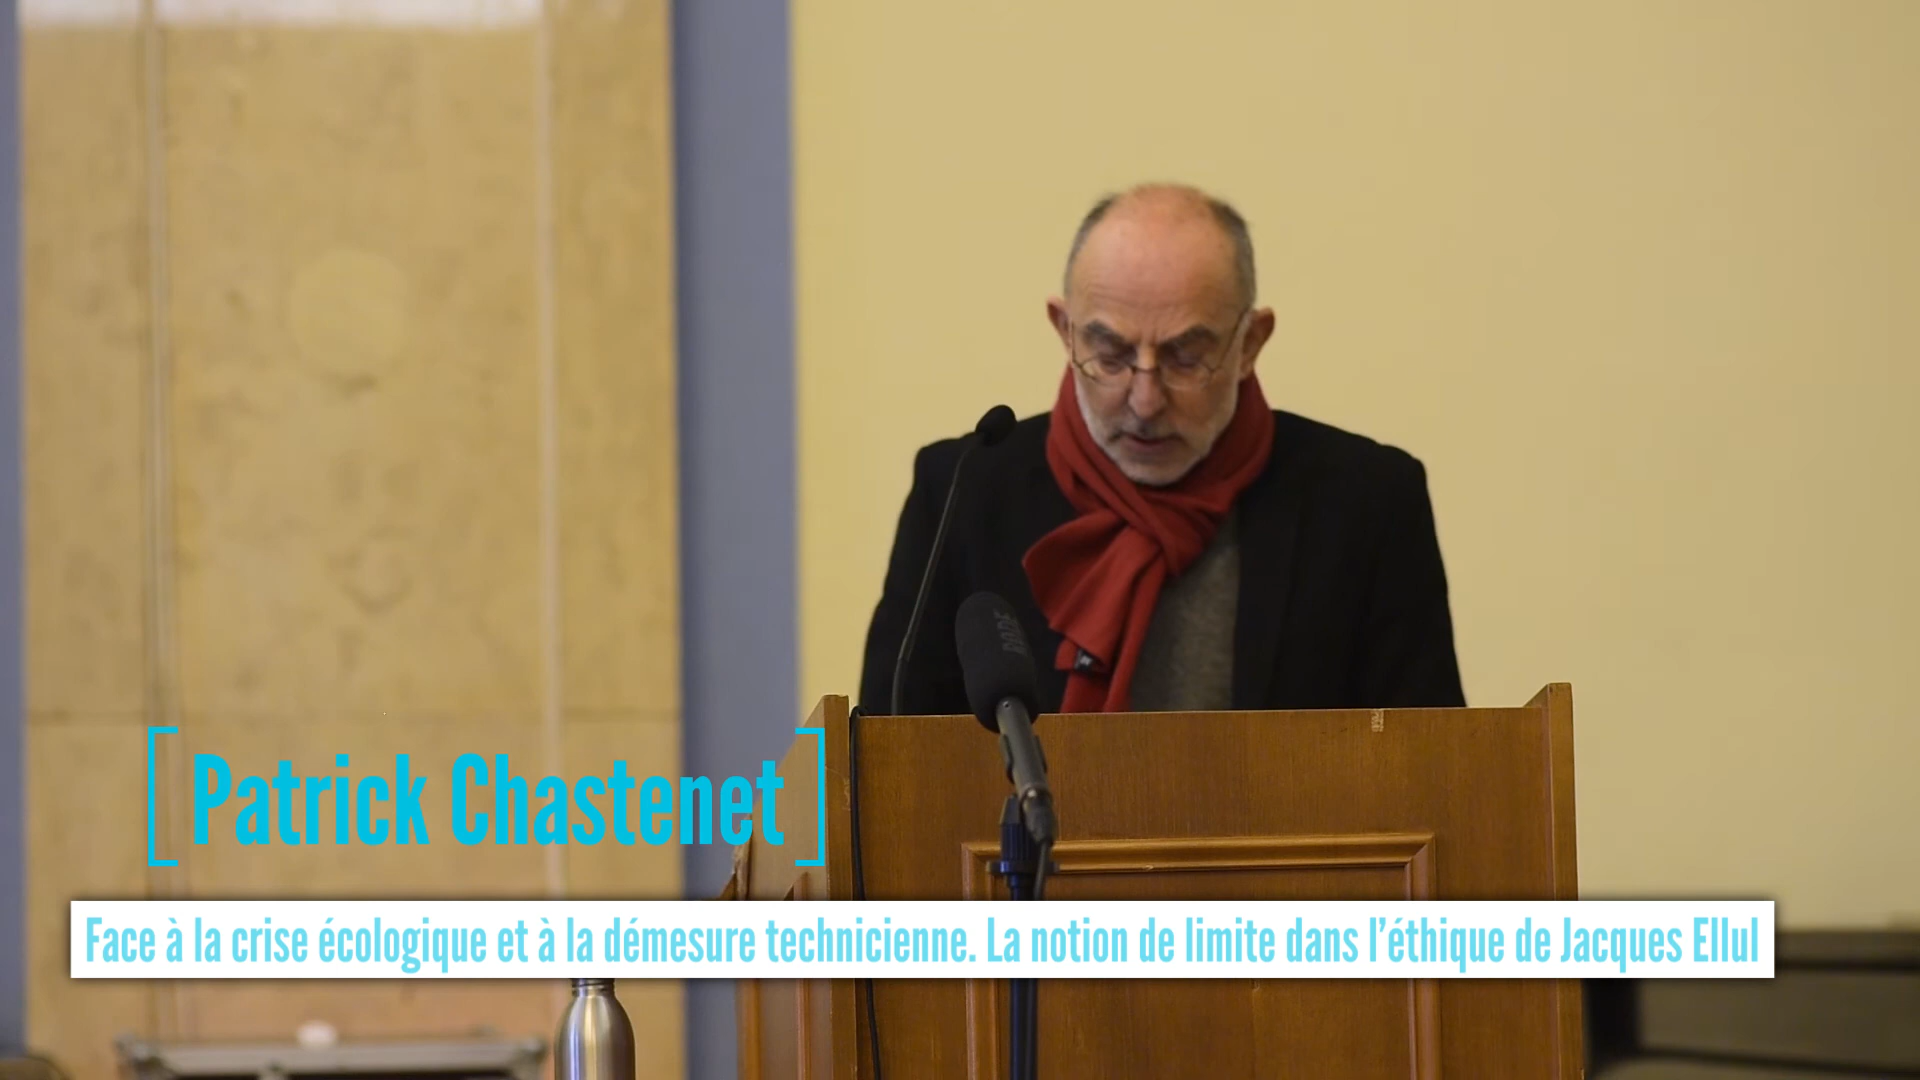 RODE
[Patrick Chastenet]
Face à la crise écologique et à la démesure technicienne. La notion de limite dans l'éthique de Jacques Ellul